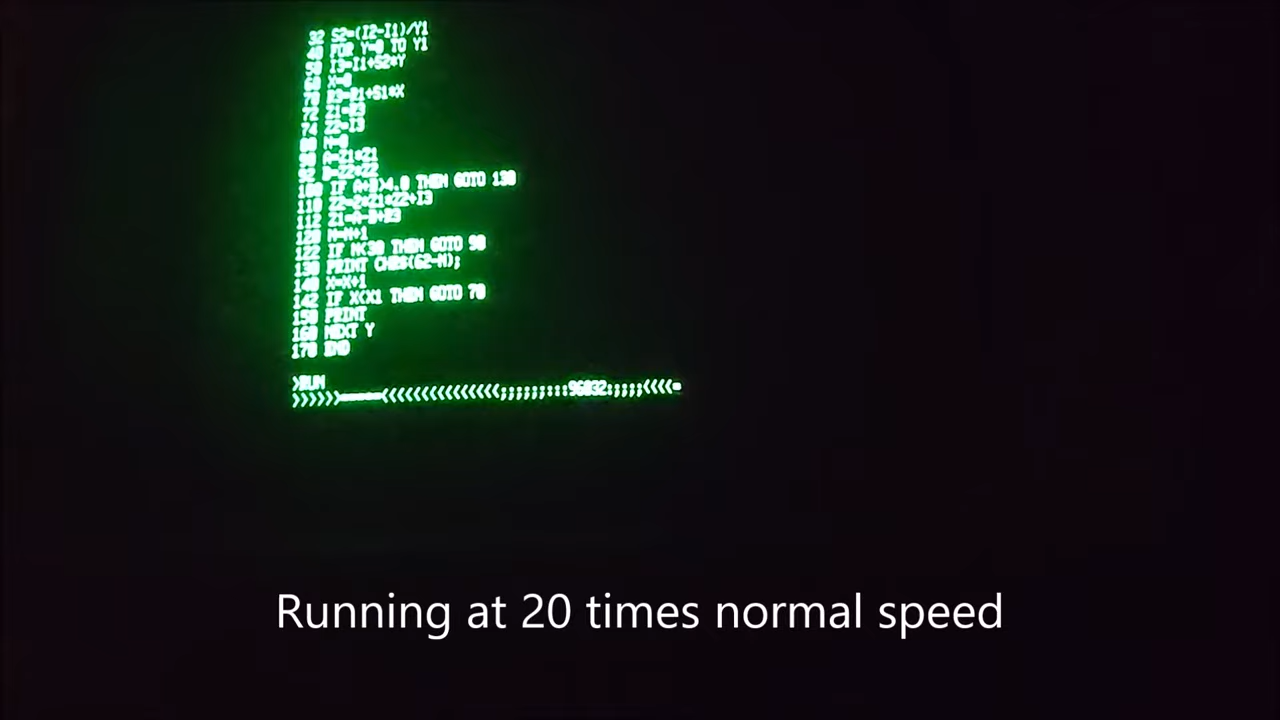 32 S2=(I2-I1)/Y1
40 FOR Y=0 TO Y1
50 I3=I1+S2*Y
60 X=0
70 R3=R1+S1*X
72 Z1=R3
74 Z2=I3
80 N=0
90 A=Z1*Z1
92 B=Z2*Z2
100 IF A+B>4.0 THEN GOTO 130
110 Z2=2*Z1*Z2+I3
112 Z1=A-B+R3
120 N=N+1
122 IF N<30 THEN GOTO 90
130 PRINT CHR$(62-N);
140 X=X+1
142 IF X<X1 THEN GOTO 70
150 PRINT
160 NEXT Y
170 END
>RUN
>>>>>>=====<<<<<<<<<<<<<<<;;;;;;:::96032:;;;;<<<<=
Running at 20 times normal speed